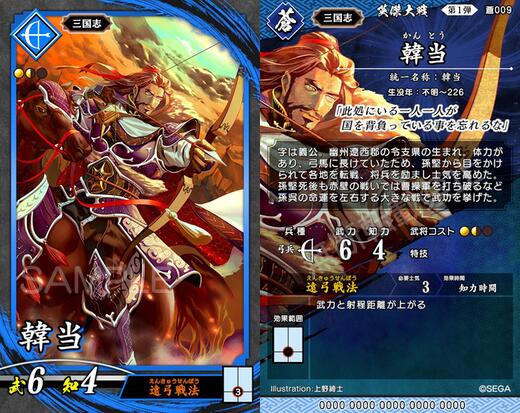 三国志
SAMPLE
韓当
武6 知4
えんきゅうせんぽう
遠弓戦法
3
蒼
三国志
英傑大戦
第1弾
蒼009
かん とう
韓当
統一名称：韓当
生没年：不明〜226
「此処にいる一人一人が
国を背負っている事を忘れるな」
字は義公。幽州遼西郡の令支県の生まれ。体力が
あり、弓馬に長けていたため、孫堅から目をかけ
られて各地を転戦、将兵を励まし士気を高めた。
孫堅死後も赤壁の戦いでは曹操軍を打ち破るなど
孫呉の命運を左右する大きな戦で武功を挙げた。
兵種 武力 知力 武将コスト
弓兵 6 4 特技
えんきゅうせんぽう 必要士気 効果時間
遠弓戦法 3 知力時間
武力と射程距離が上がる
効果範囲
Illustration:上野綺士
©SEGA
0000 0000 0000 0000 0000